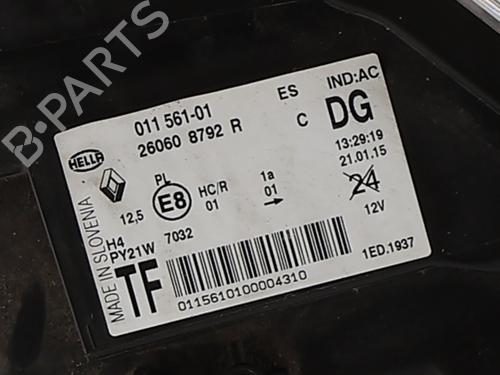 B-PARTS
HELLA
011 561-01
26060 8792 R
ES
C
IND:AC
DG
13:29:19
21.01.15
24
12V
1ED.1937
PL
12,5
E8
HC/R
01
1a
01
7032
H4
PY21W
TF
0115610100004310
MADE IN SLOVENIA